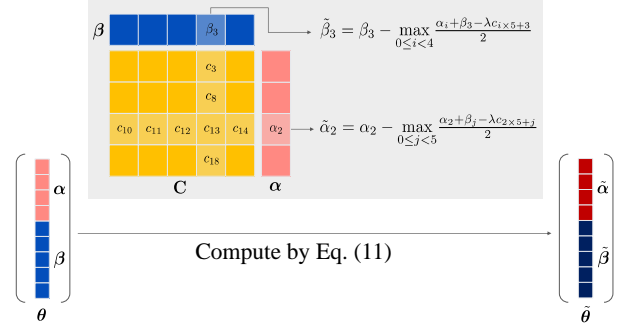 β β₃ β̃₃ = β₃ − max_{0≤i<4} (αᵢ+β₃−λc_{i×5+3})/2
c₃
c₈
c₁₀ c₁₁ c₁₂ c₁₃ c₁₄ α₂ α̃₂ = α₂ − max_{0≤j<5} (α₂+βⱼ−λc_{2×5+j})/2
c₁₈
C α
α α̃
Compute by Eq. (11)
β β̃
θ θ̃